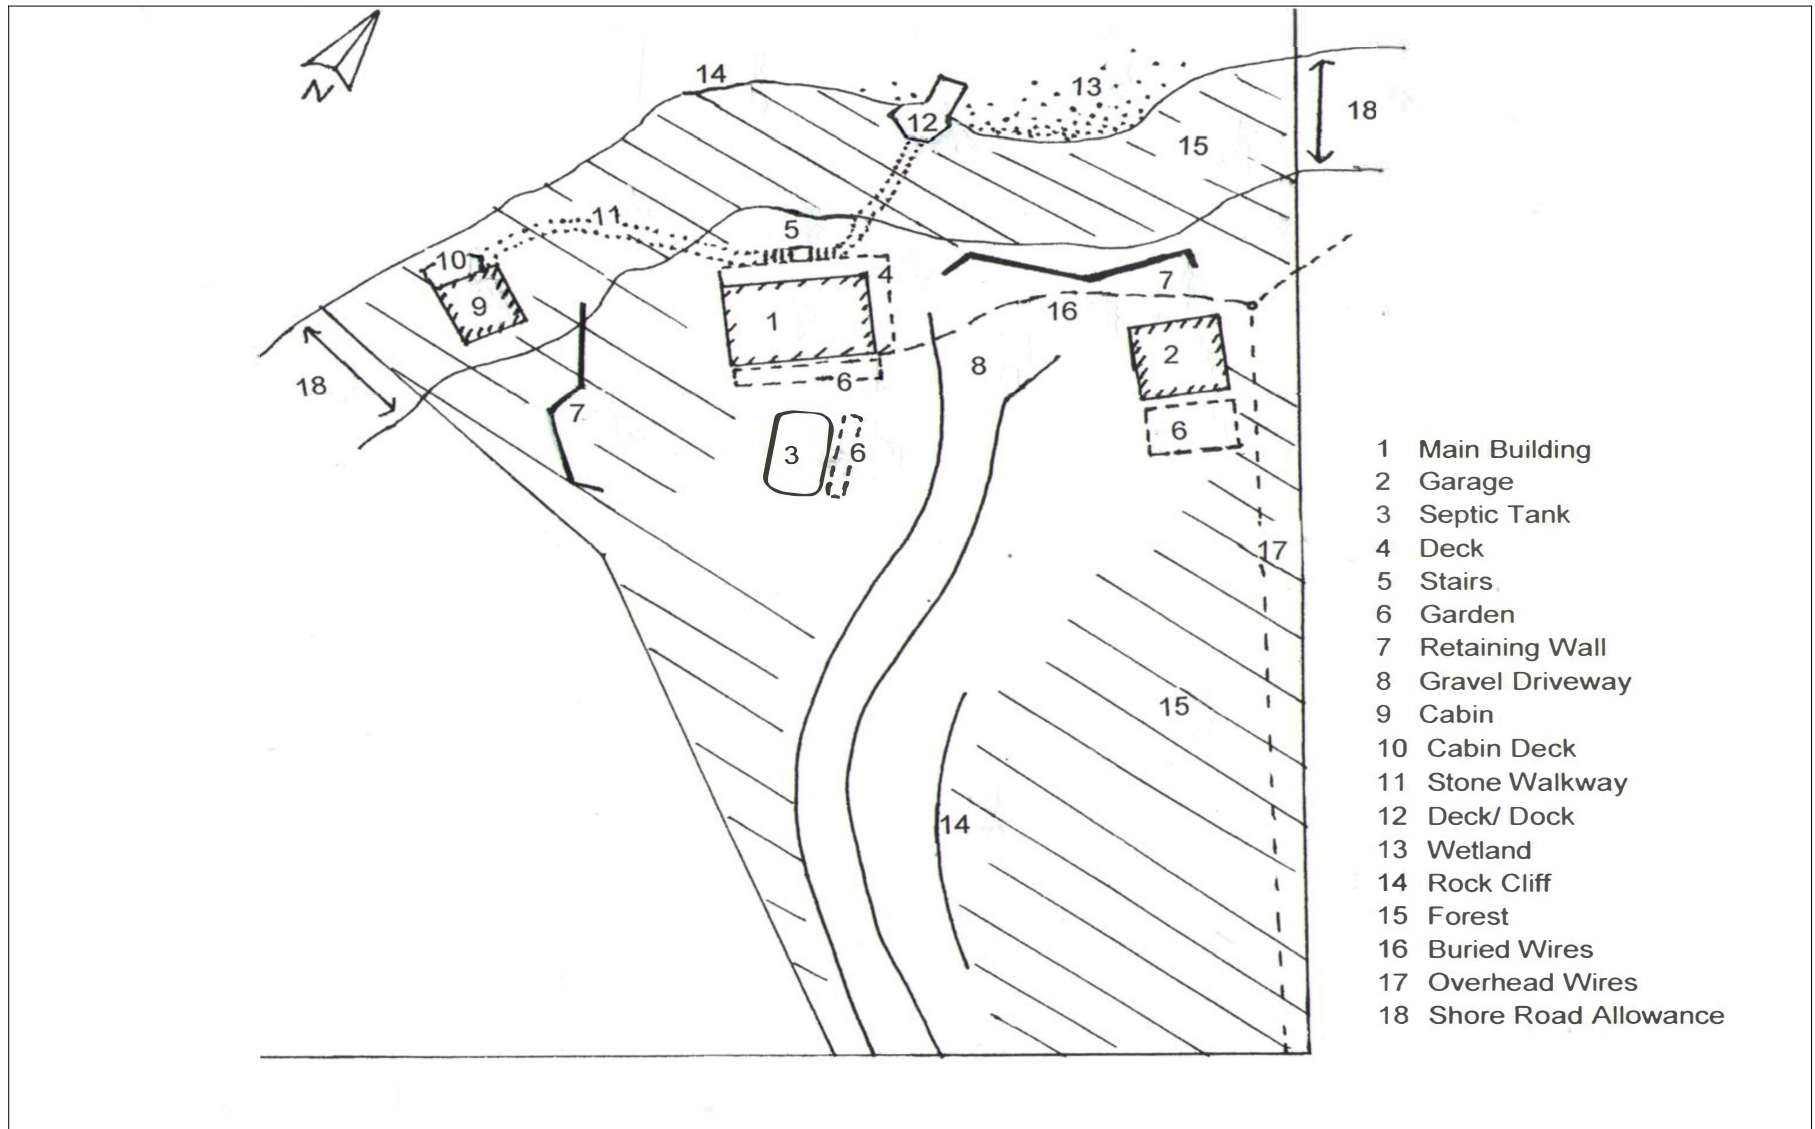 N
14
13
12
18
15
11
5
10
4
9
7
1
16
2
8
18
6
7
6
3
6
17
15
14
1 Main Building
2 Garage
3 Septic Tank
4 Deck
5 Stairs
6 Garden
7 Retaining Wall
8 Gravel Driveway
9 Cabin
10 Cabin Deck
11 Stone Walkway
12 Deck/ Dock
13 Wetland
14 Rock Cliff
15 Forest
16 Buried Wires
17 Overhead Wires
18 Shore Road Allowance